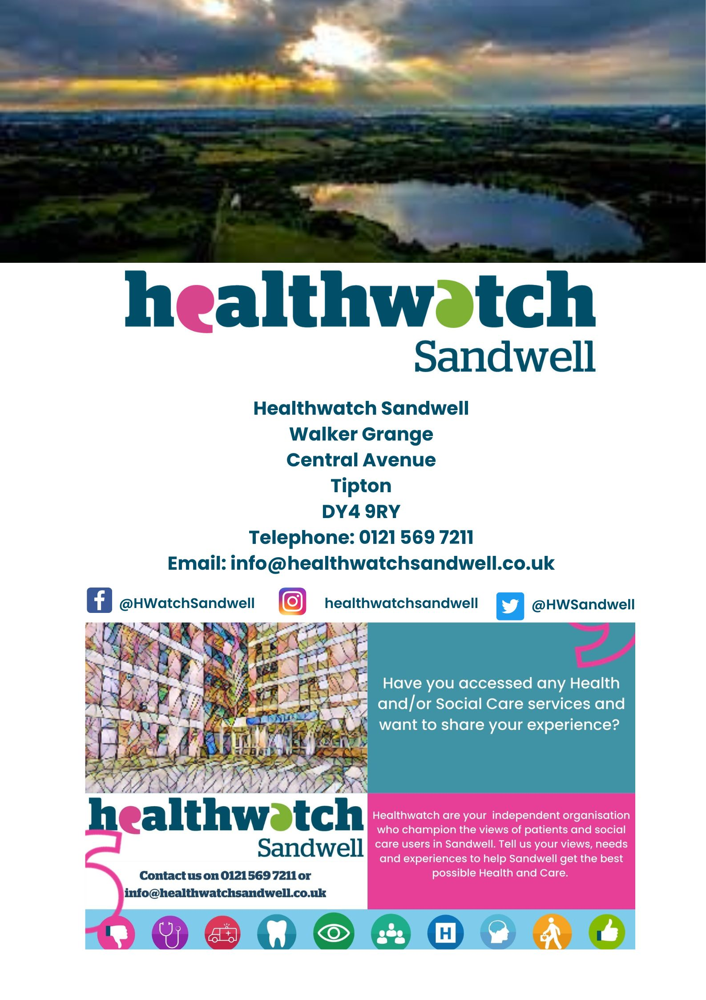 healthwatch
Sandwell
Healthwatch Sandwell
Walker Grange
Central Avenue
Tipton
DY4 9RY
Telephone: 0121 569 7211
Email: info@healthwatchsandwell.co.uk
@HWatchSandwell
healthwatchsandwell
@HWSandwell
Have you accessed any Health
and/or Social Care services and
want to share your experience?
healthwatch
Sandwell
Contact us on 0121 569 7211 or
info@healthwatchsandwell.co.uk
Healthwatch are your independent organisation
who champion the views of patients and social
care users in Sandwell. Tell us your views, needs
and experiences to help Sandwell get the best
possible Health and Care.
H